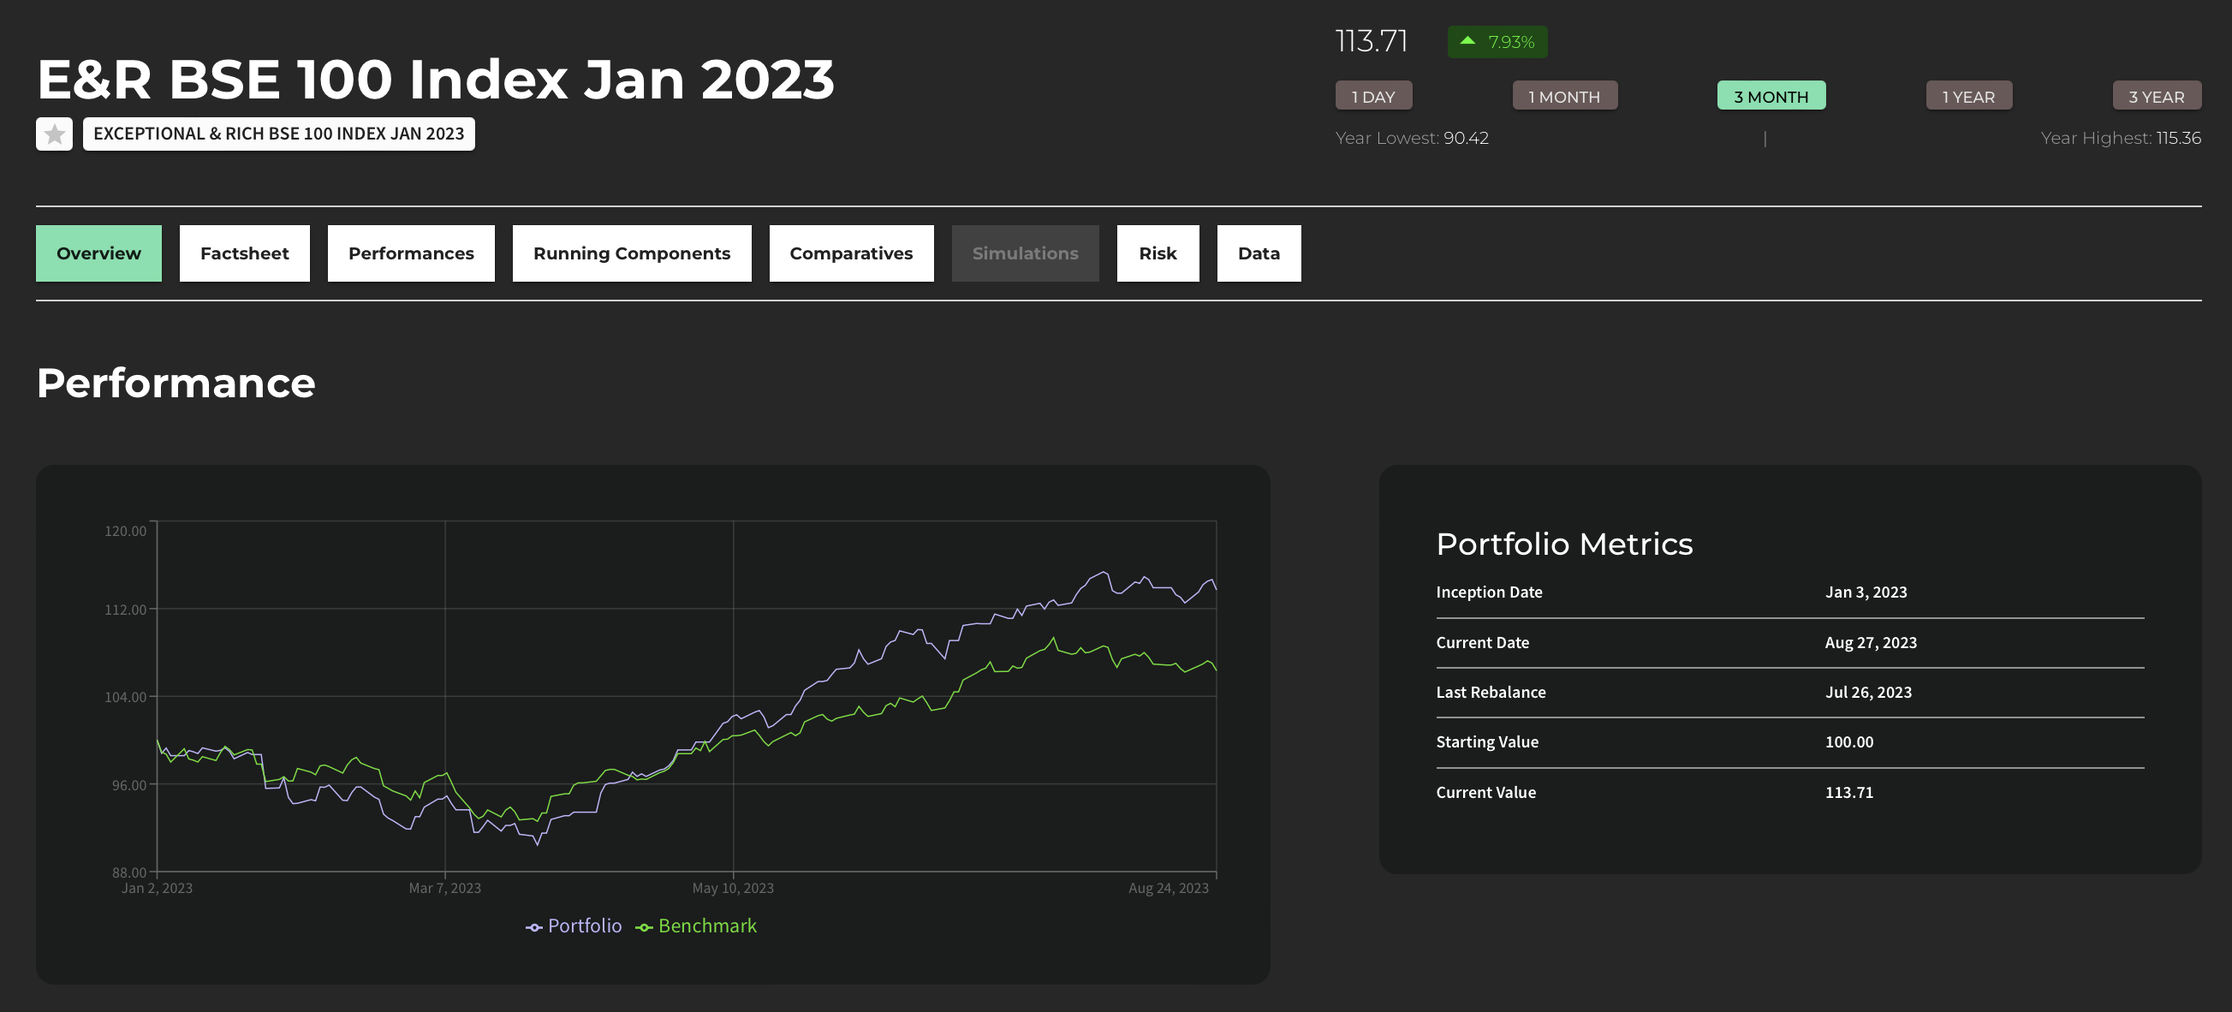 E&R BSE 100 Index Jan 2023
EXCEPTIONAL & RICH BSE 100 INDEX JAN 2023
113.71 7.93%
1 DAY 1 MONTH 3 MONTH 1 YEAR 3 YEAR
Year Lowest: 90.42 | Year Highest: 115.36
Overview Factsheet Performances Running Components Comparatives Simulations Risk Data
Performance
120.00
112.00
104.00
96.00
88.00
Jan 2, 2023 Mar 7, 2023 May 10, 2023 Aug 24, 2023
Portfolio Benchmark
Portfolio Metrics
Inception Date Jan 3, 2023
Current Date Aug 27, 2023
Last Rebalance Jul 26, 2023
Starting Value 100.00
Current Value 113.71